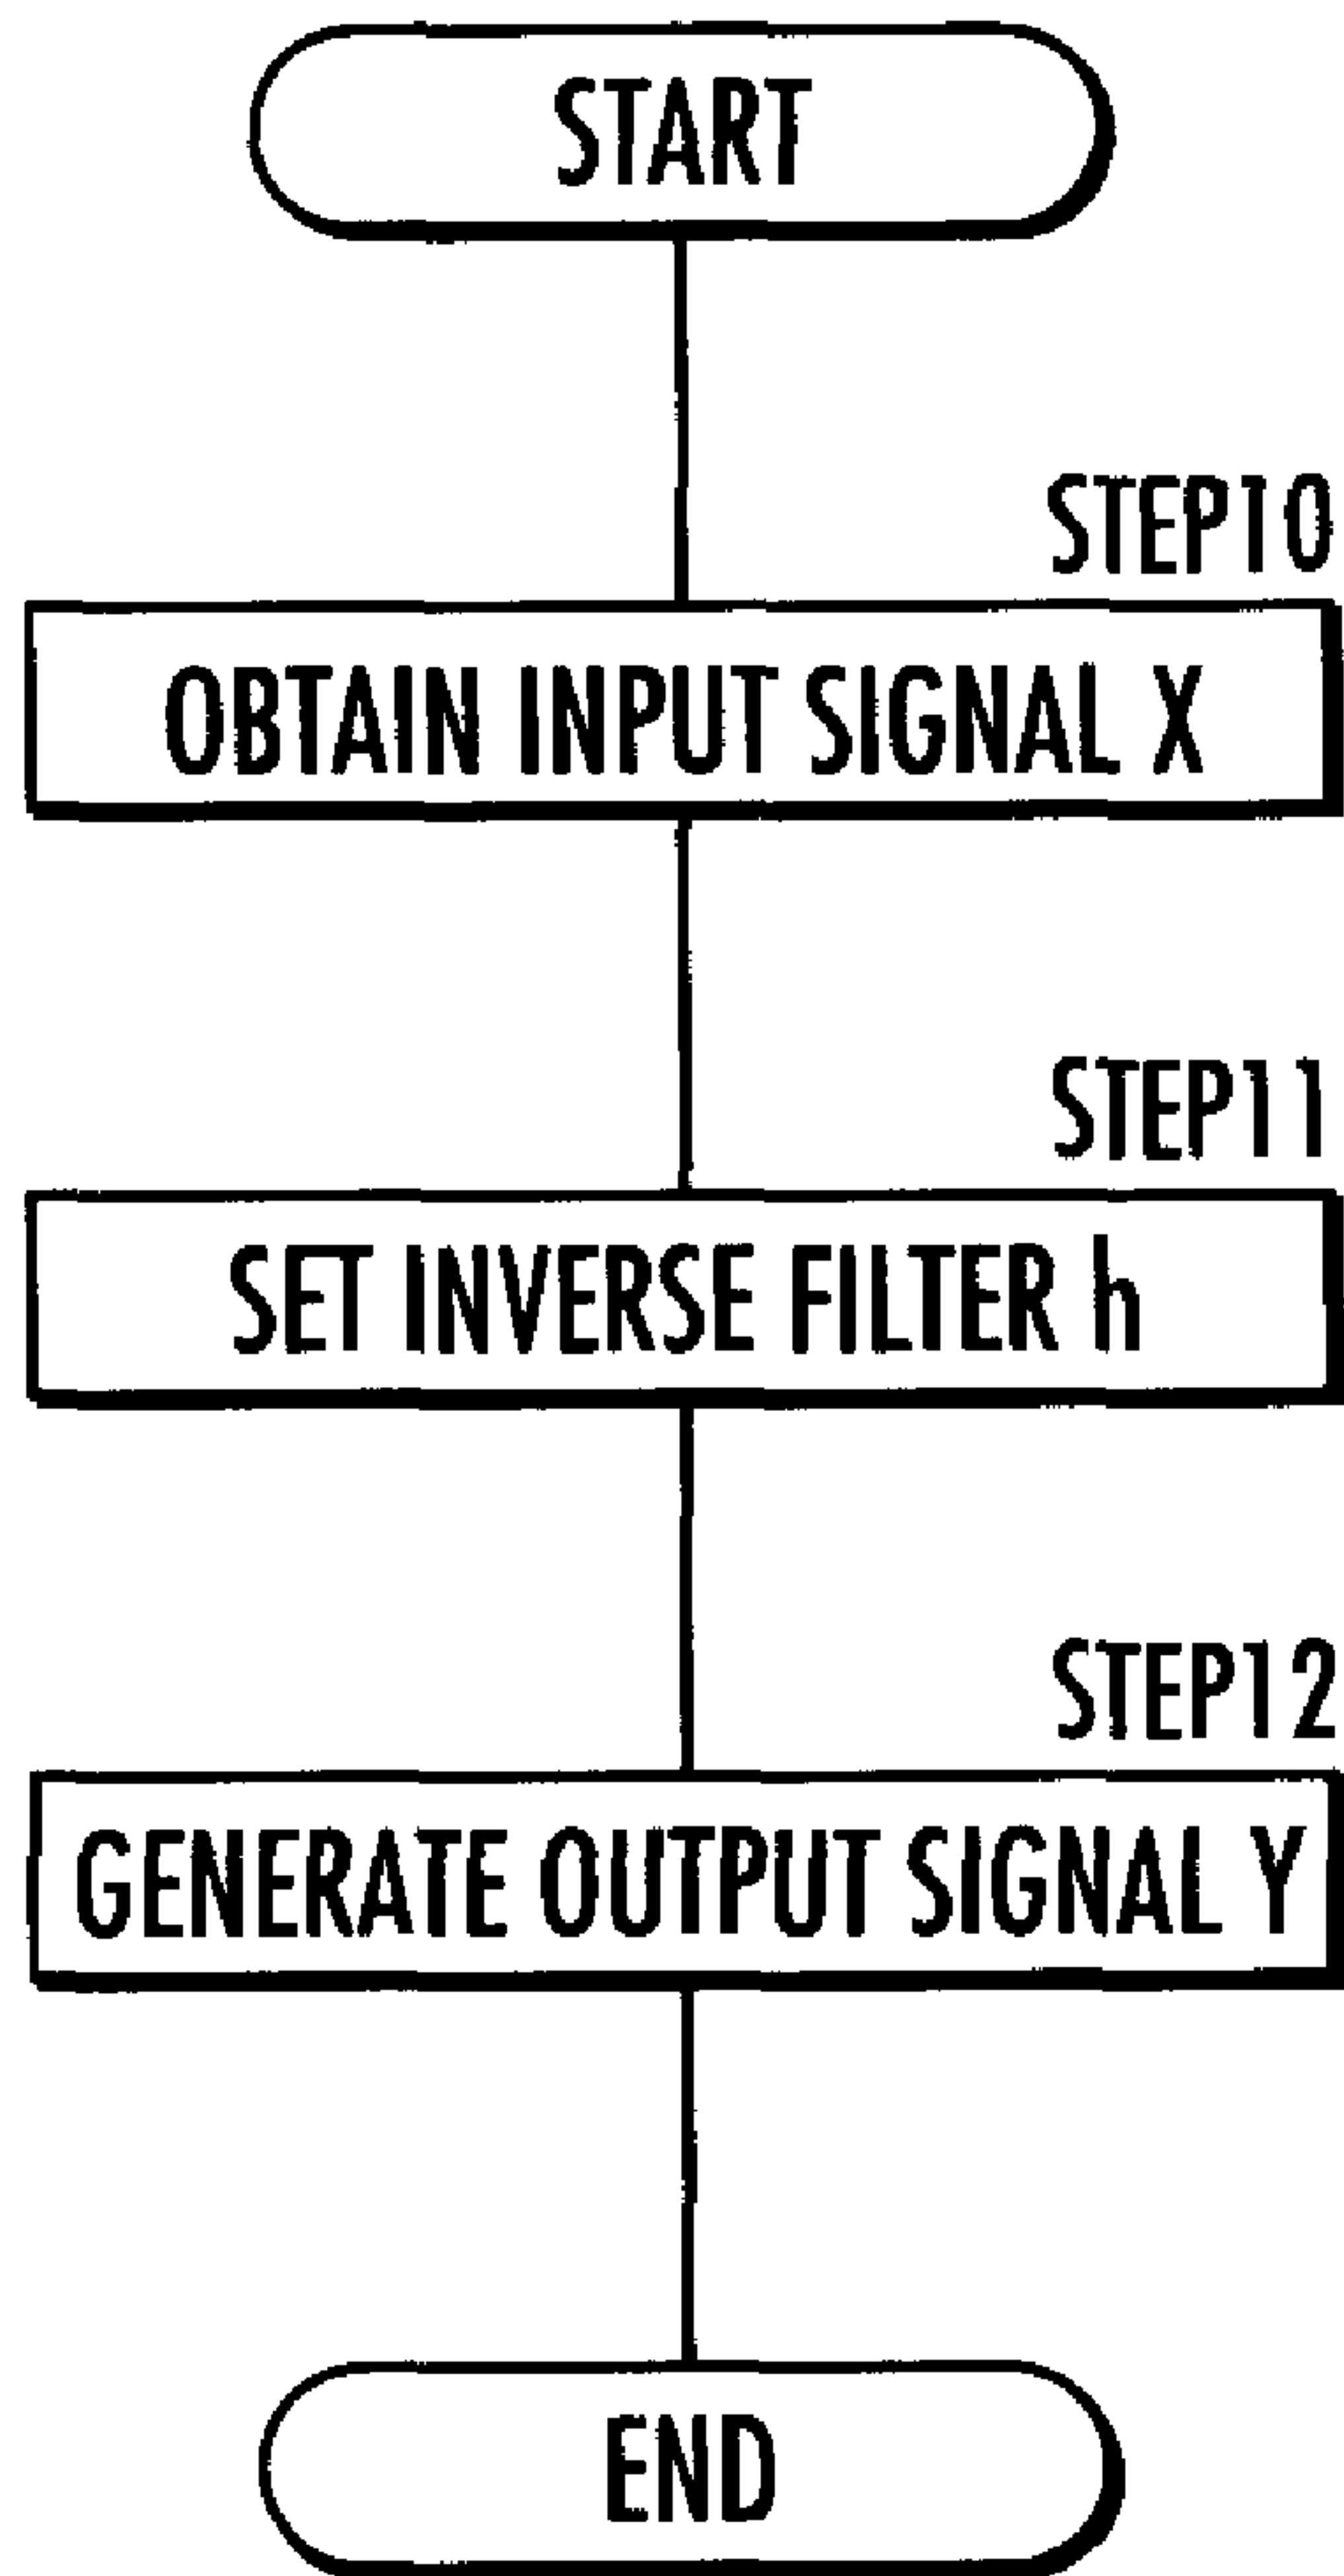 START
STEP10
OBTAIN INPUT SIGNAL X
STEP11
SET INVERSE FILTER h
STEP12
GENERATE OUTPUT SIGNAL Y
END